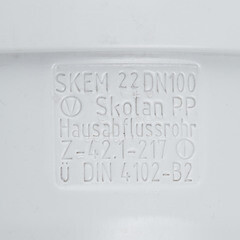 SKEM 22 DN100
Skolan PP
Hausabflussrohr
Z-42.1-217
Ü DIN 4102-B2